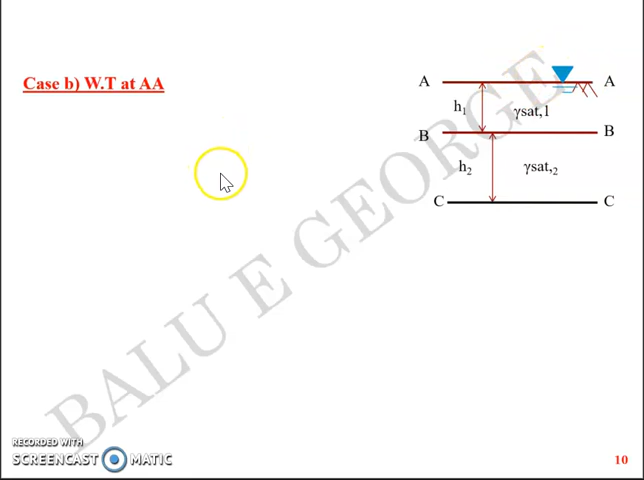 Case b) W.T at AA
A A
h₁ γsat,1
B B
h₂ γsat,₂
C C
BALU E GEORGE
RECORDED WITH
SCREENCAST MATIC
10